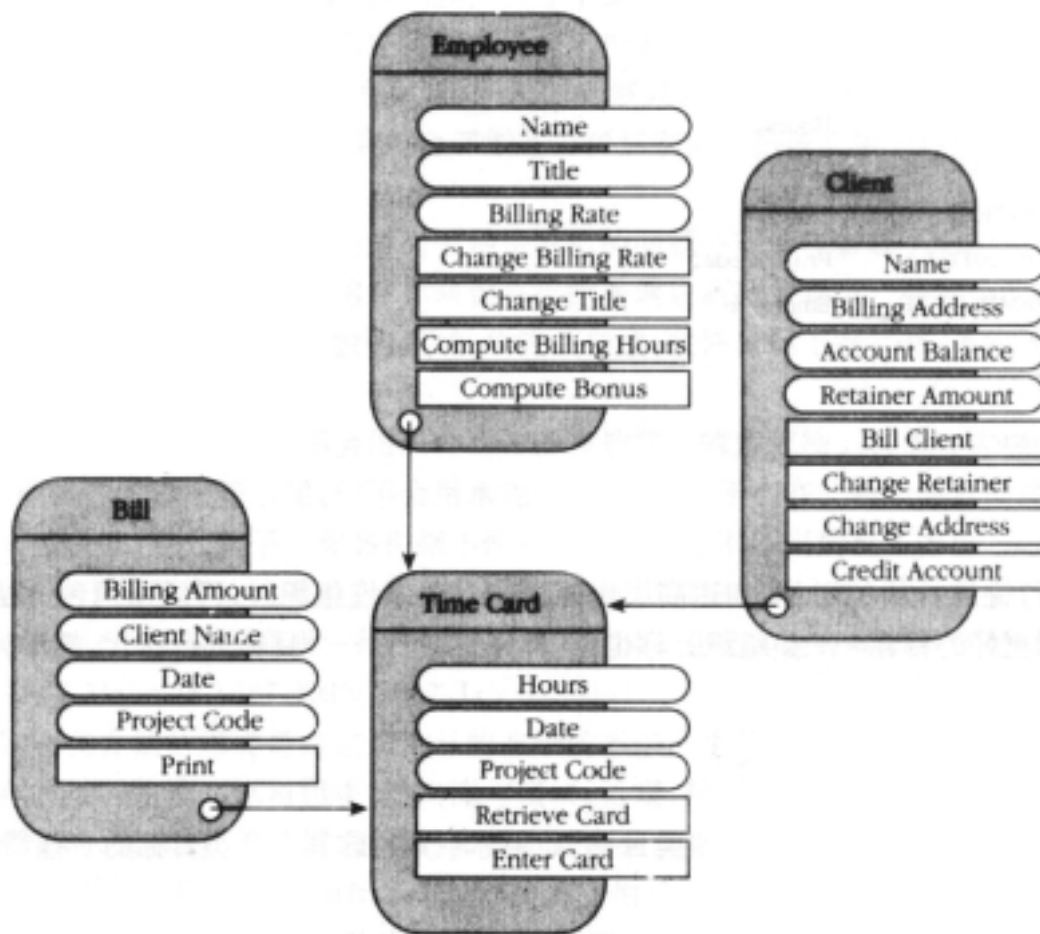 Employee
Name
Title
Billing Rate
Change Billing Rate
Change Title
Compute Billing Hours
Compute Bonus
Client
Name
Billing Address
Account Balance
Retainer Amount
Bill Client
Change Retainer
Change Address
Credit Account
Bill
Billing Amount
Client Name
Date
Project Code
Print
Time Card
Hours
Date
Project Code
Retrieve Card
Enter Card